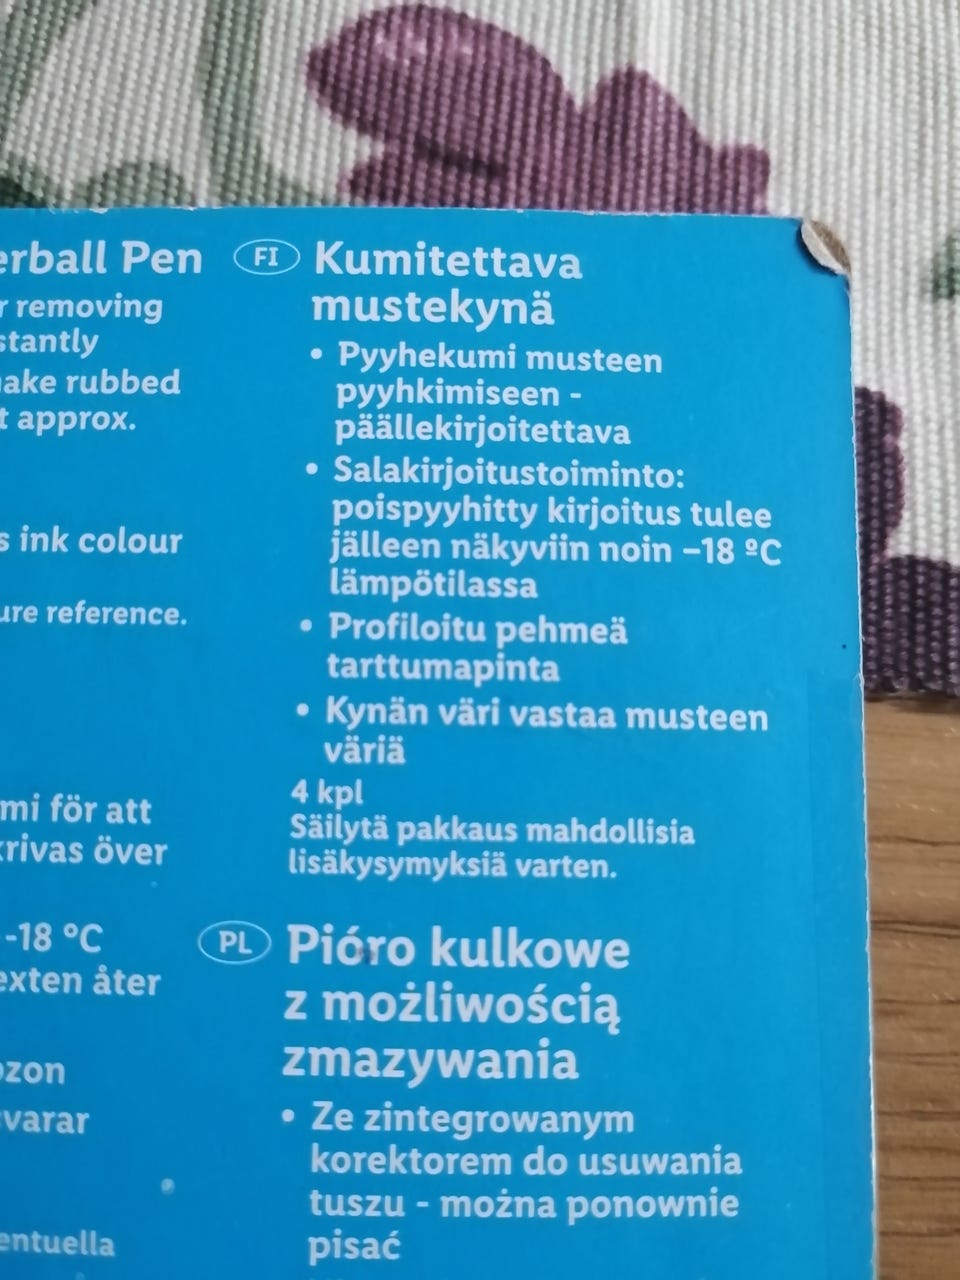 erball Pen
r removing
stantly
ake rubbed
t approx.
s ink colour
ure reference.
mi för att
krivas över
-18 °C
exten åter
ozon
svarar
entuella
FI Kumitettava
mustekynä
• Pyyhekumi musteen
pyyhkimiseen -
päällekirjoitettava
• Salakirjoitustoiminto:
poispyyhitty kirjoitus tulee
jälleen näkyviin noin –18 ºC
lämpötilassa
• Profiloitu pehmeä
tarttumapinta
• Kynän väri vastaa musteen
väriä
4 kpl
Säilytä pakkaus mahdollisia
lisäkysymyksiä varten.
PL Pióro kulkowe
z możliwością
zmazywania
• Ze zintegrowanym
korektorem do usuwania
tuszu - można ponownie
pisać